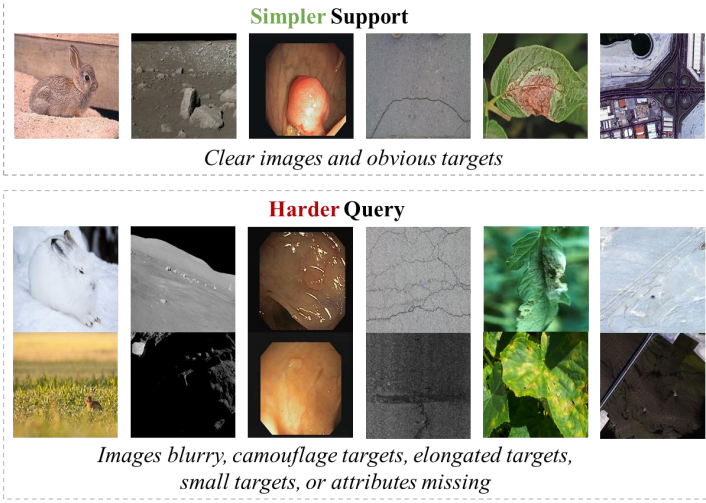 Simpler Support
Clear images and obvious targets
Harder Query
Images blurry, camouflage targets, elongated targets,
small targets, or attributes missing